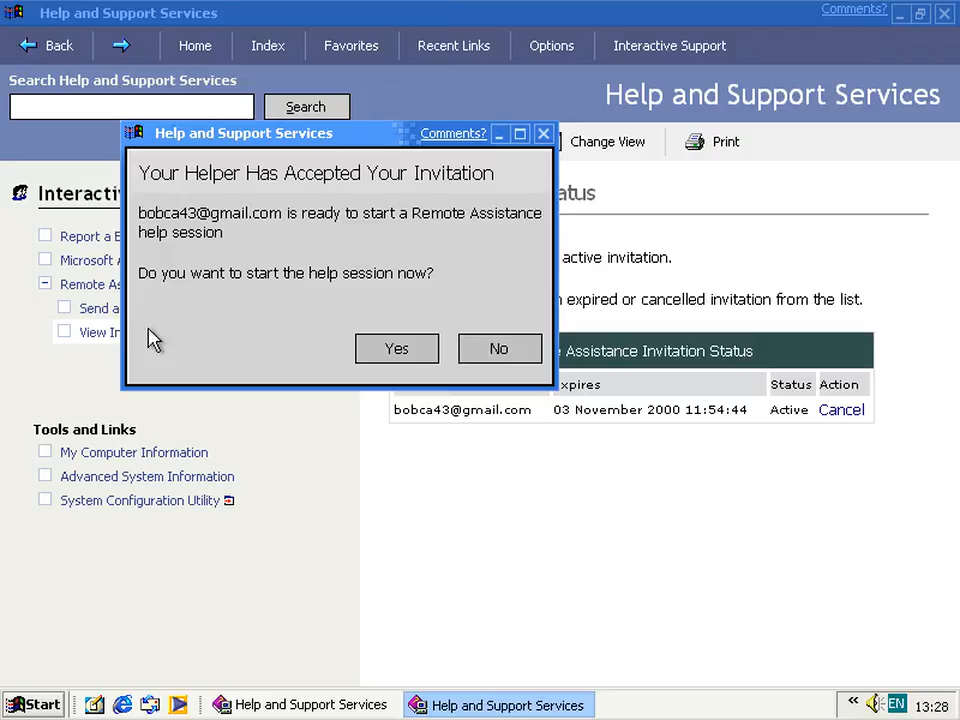 Help and Support Services
Comments?
Back
Home
Index
Favorites
Recent Links
Options
Interactive Support
Search Help and Support Services
Search
Help and Support Services
Change View
Print
Help and Support Services
Comments?
Your Helper Has Accepted Your Invitation
bobca43@gmail.com is ready to start a Remote Assistance
help session
Do you want to start the help session now?
Yes
No
Interacti
Report a
Microsoft
Remote As
Send a
View In
active invitation.
expired or cancelled invitation from the list.
Assistance Invitation Status
Status
Action
bobca43@gmail.com
03 November 2000 11:54:44
Active
Cancel
Tools and Links
My Computer Information
Advanced System Information
System Configuration Utility
Start
Help and Support Services
Help and Support Services
EN
13:28